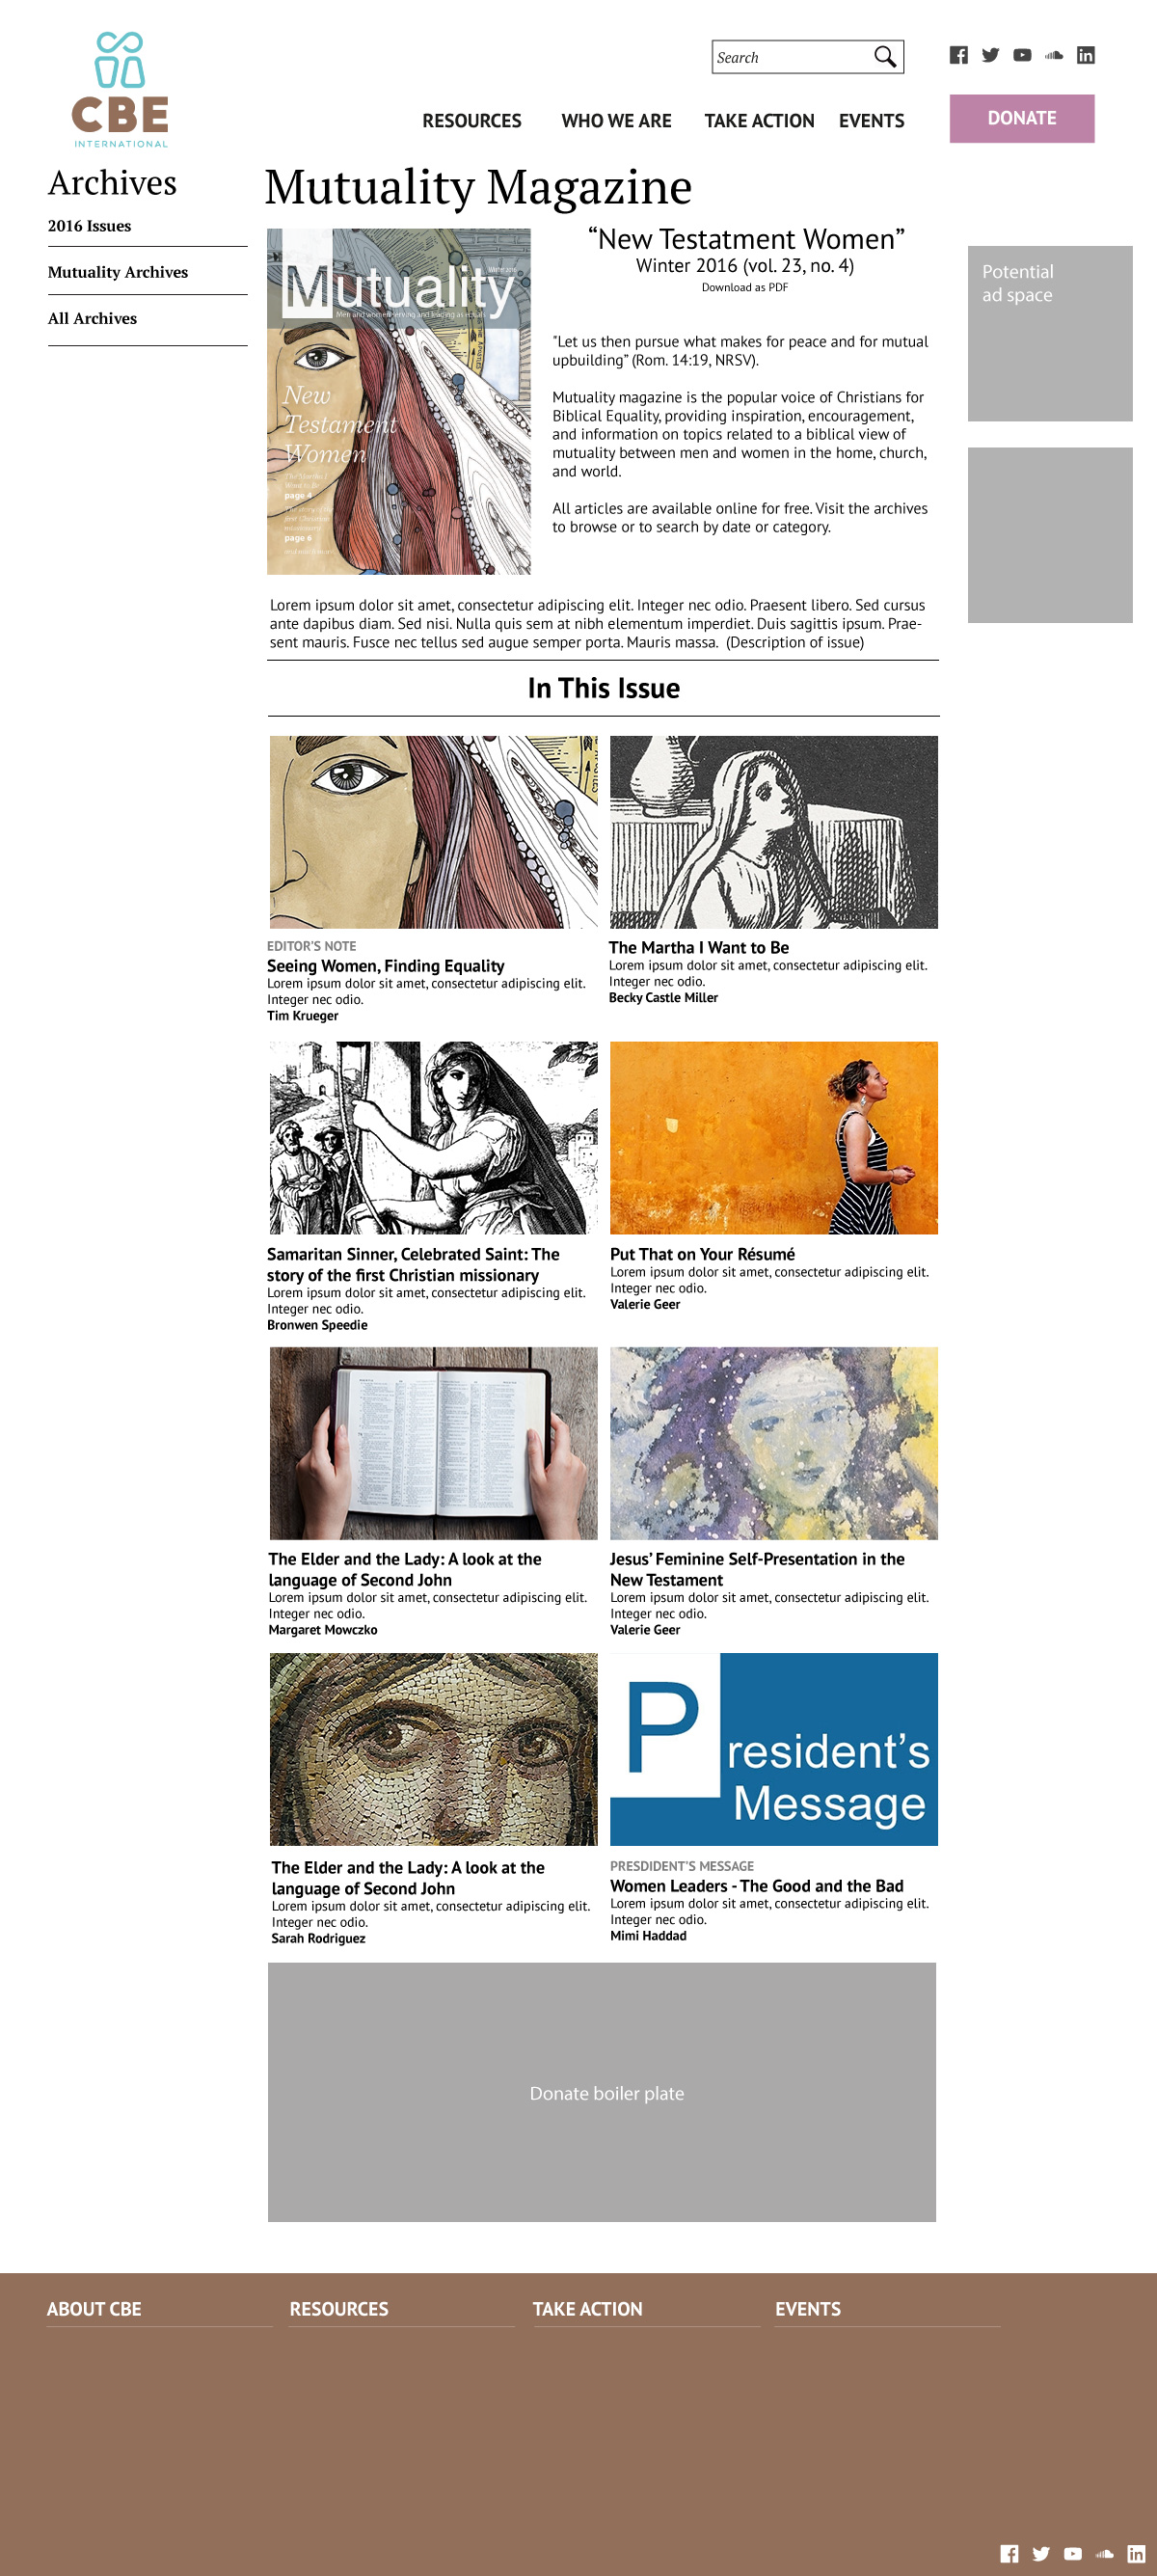 CBE
INTERNATIONAL
Search
RESOURCES
WHO WE ARE
TAKE ACTION
EVENTS
DONATE
Archives
2016 Issues
Mutuality Archives
All Archives
Mutuality Magazine
Mutuality
Men and women serving and leading as equals
New
Testament
Women
page 4
page 6
“New Testatment Women”
Winter 2016 (vol. 23, no. 4)
Download as PDF
"Let us then pursue what makes for peace and for mutual
upbuilding” (Rom. 14:19, NRSV).
Mutuality magazine is the popular voice of Christians for
Biblical Equality, providing inspiration, encouragement,
and information on topics related to a biblical view of
mutuality between men and women in the home, church,
and world.
All articles are available online for free. Visit the archives
to browse or to search by date or category.
Potential
ad space
Lorem ipsum dolor sit amet, consectetur adipiscing elit. Integer nec odio. Praesent libero. Sed cursus
ante dapibus diam. Sed nisi. Nulla quis sem at nibh elementum imperdiet. Duis sagittis ipsum. Prae-
sent mauris. Fusce nec tellus sed augue semper porta. Mauris massa.  (Description of issue)
In This Issue
EDITOR’S NOTE
Seeing Women, Finding Equality
Lorem ipsum dolor sit amet, consectetur adipiscing elit.
Integer nec odio.
Tim Krueger
The Martha I Want to Be
Lorem ipsum dolor sit amet, consectetur adipiscing elit.
Integer nec odio.
Becky Castle Miller
Samaritan Sinner, Celebrated Saint: The
story of the first Christian missionary
Lorem ipsum dolor sit amet, consectetur adipiscing elit.
Integer nec odio.
Bronwen Speedie
Put That on Your Résumé
Lorem ipsum dolor sit amet, consectetur adipiscing elit.
Integer nec odio.
Valerie Geer
The Elder and the Lady: A look at the
language of Second John
Lorem ipsum dolor sit amet, consectetur adipiscing elit.
Integer nec odio.
Margaret Mowczko
Jesus’ Feminine Self-Presentation in the
New Testament
Lorem ipsum dolor sit amet, consectetur adipiscing elit.
Integer nec odio.
Valerie Geer
The Elder and the Lady: A look at the
language of Second John
Lorem ipsum dolor sit amet, consectetur adipiscing elit.
Integer nec odio.
Sarah Rodriguez
President’s
Message
PRESDIDENT’S MESSAGE
Women Leaders - The Good and the Bad
Lorem ipsum dolor sit amet, consectetur adipiscing elit.
Integer nec odio.
Mimi Haddad
Donate boiler plate
ABOUT CBE
RESOURCES
TAKE ACTION
EVENTS